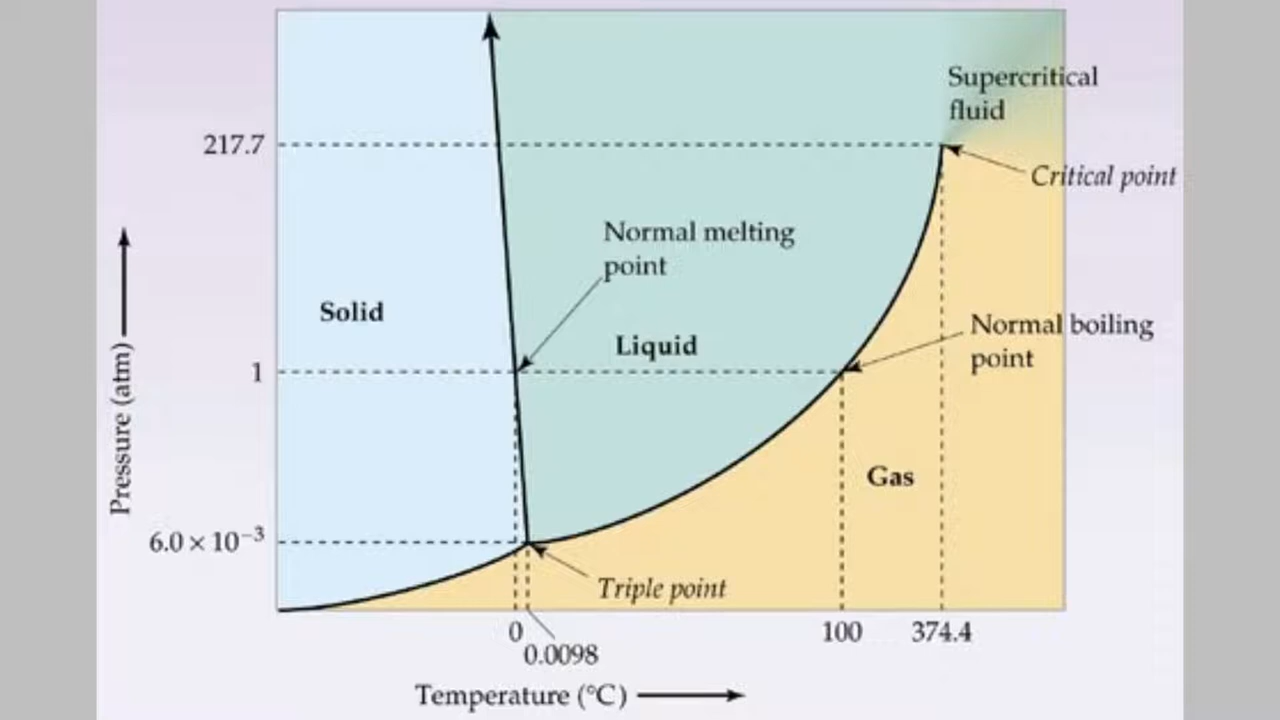 Supercritical
fluid
217.7
Critical point
Normal melting
point
Solid
Normal boiling
point
Liquid
1
Gas
6.0 × 10⁻³
Triple point
0
100
374.4
0.0098
Temperature (°C)
Pressure (atm)